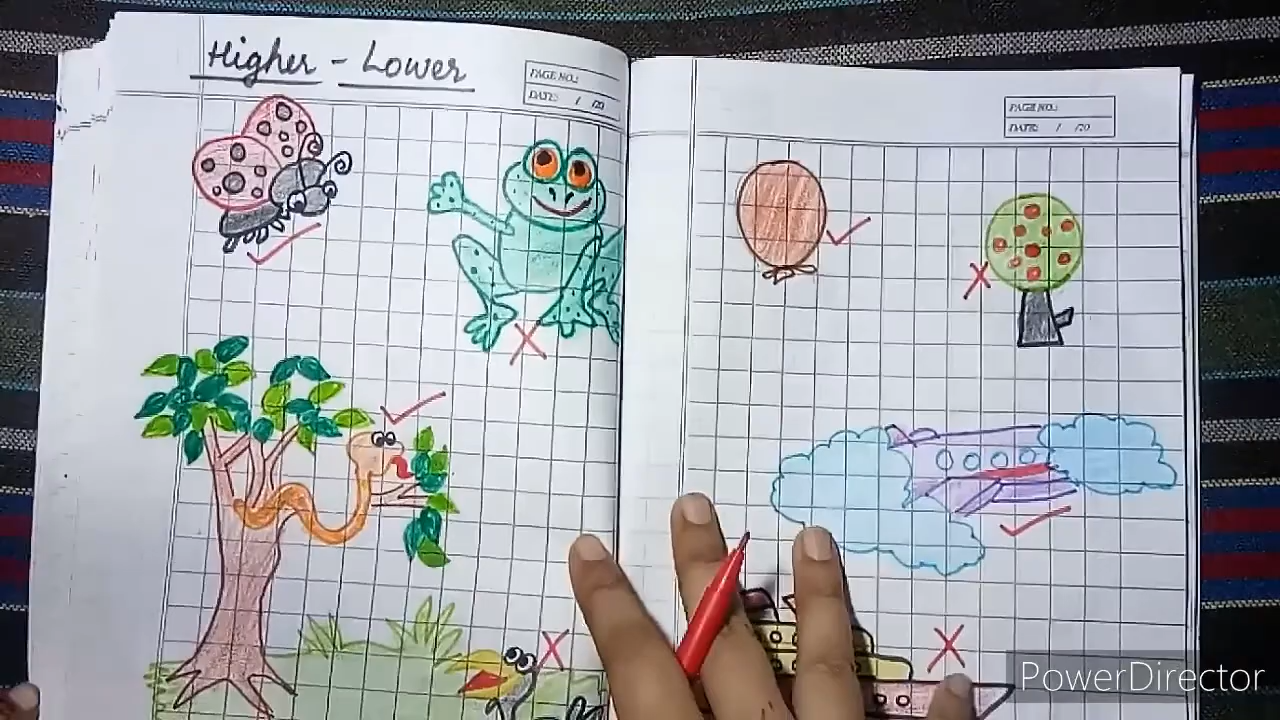 Higher - Lower
PAGE NO.:
DATE: / /20
PAGE NO.:
DATE: / /20
PowerDirector